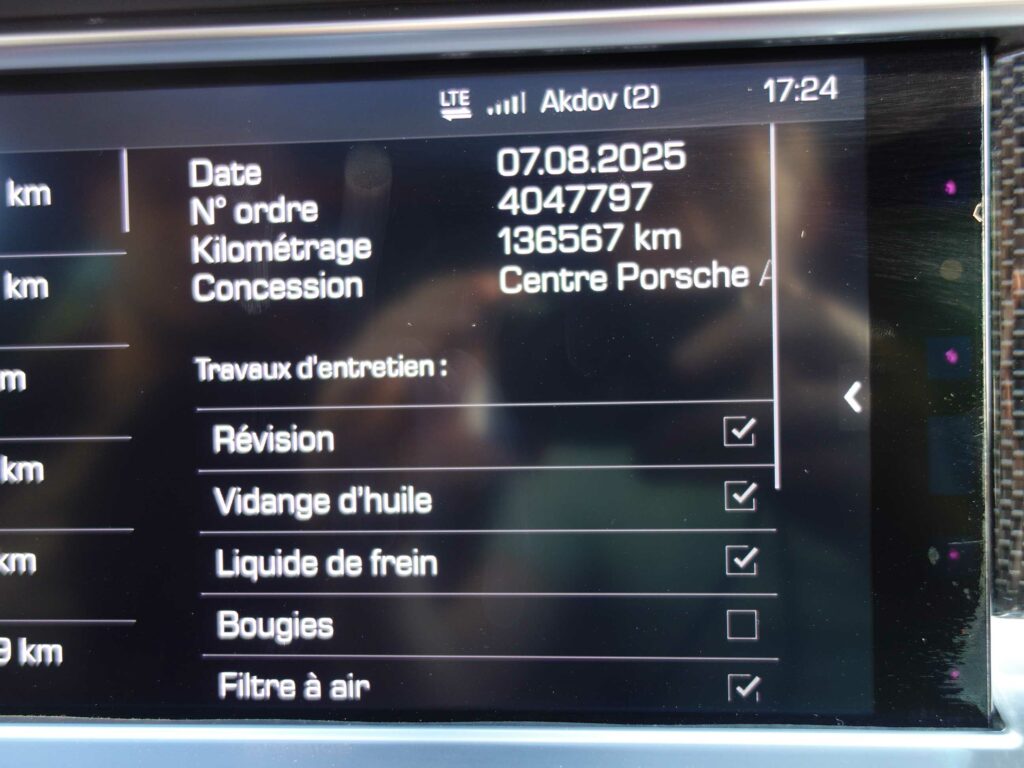 LTE Akdov (2) 17:24
km
km
m
km
km
9 km
Date 07.08.2025
N° ordre 4047797
Kilométrage 136567 km
Concession Centre Porsche A
Travaux d'entretien :
Révision
Vidange d'huile
Liquide de frein
Bougies
Filtre à air